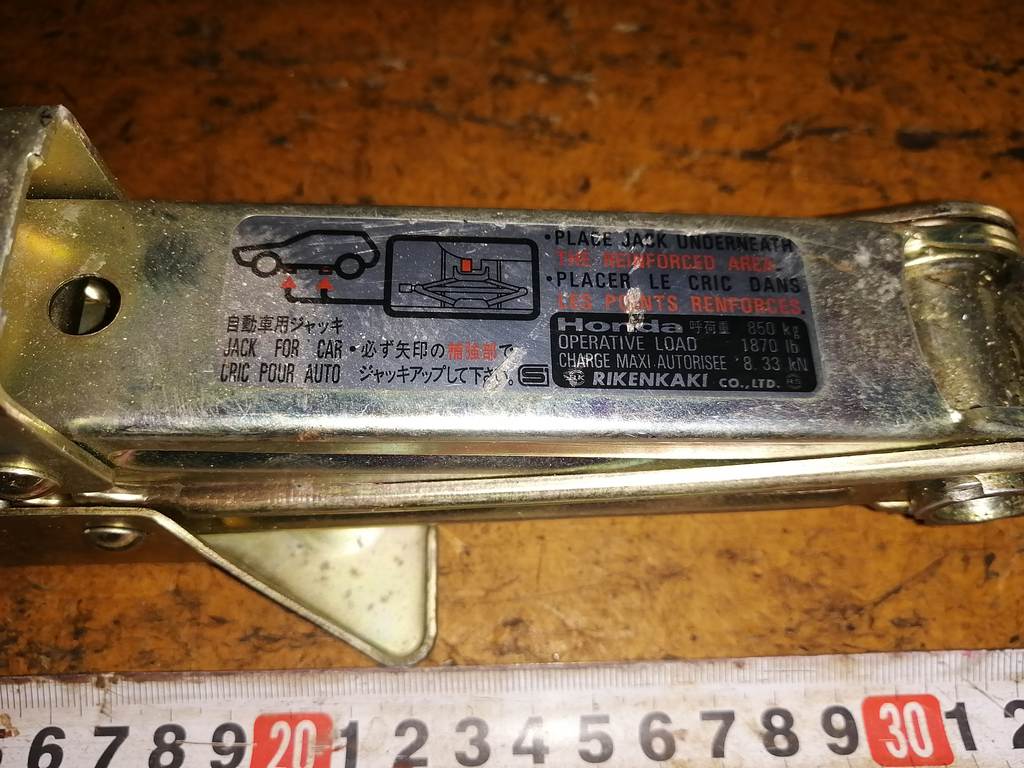 •PLACE JACK UNDERNEATH
THE REINFORCED AREA.
•PLACER LE CRIC DANS
LES POINTS RENFORCES.
自動車用ジャッキ
JACK FOR CAR
CRIC POUR AUTO
•必ず矢印の補強部で
ジャッキアップして下さい。
Honda 呼荷重 850 kg
OPERATIVE LOAD 1870 lb
CHARGE MAXI AUTORISEE 8.33 kN
RIKENKAKI CO.,LTD.
6 7 8 9 20 1 2 3 4 5 6 7 8 9 30 1 2